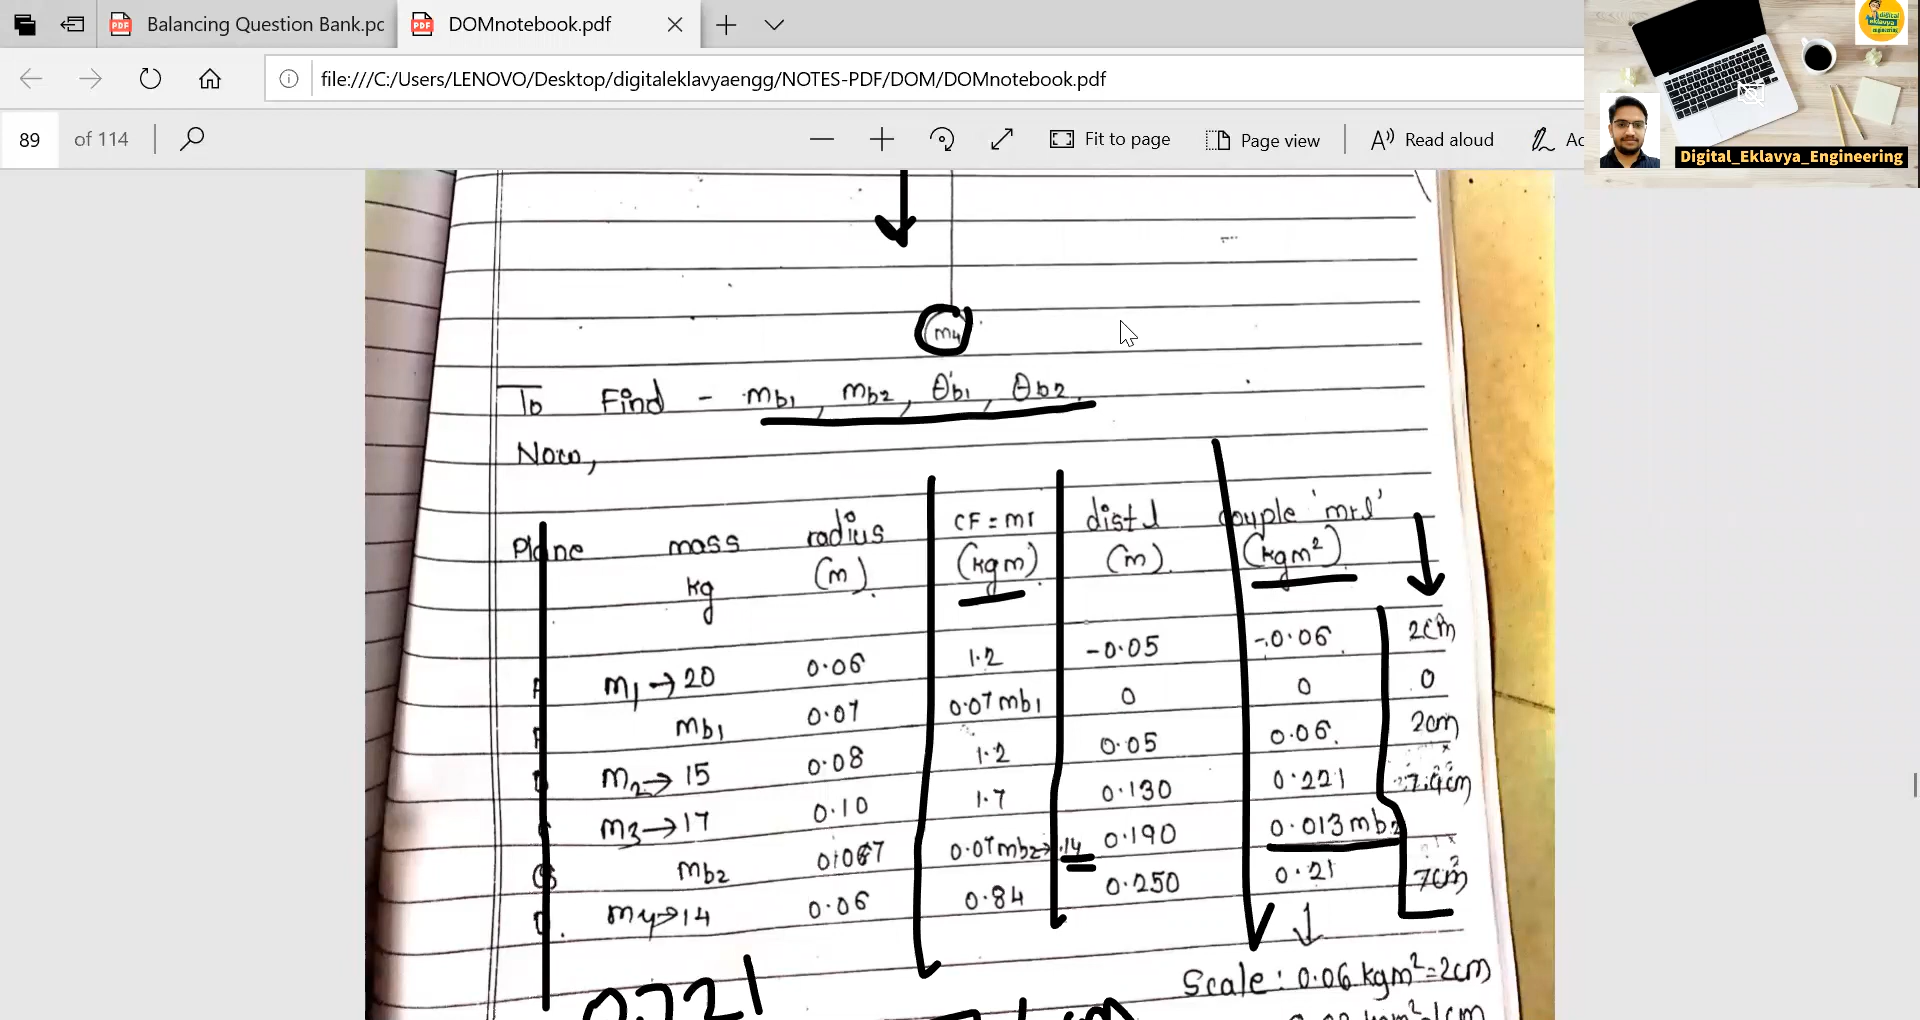 Balancing Question Bank.pc
DOMnotebook.pdf
file:///C:/Users/LENOVO/Desktop/digitaleklavyaengg/NOTES-PDF/DOM/DOMnotebook.pdf
89 of 114
Fit to page
Page view
Read aloud
Digital_Eklavya_Engineering
m4
To Find - mb1, mb2, θb1, θb2.
Now,
Plane mass radius CF = mr dist l couple 'mrl'
kg (m). (kgm). (m). (kgm²).
m1→20 0.06 1.2 -0.05 -0.06. 2cm
mb1 0.07 0.07mb1 0 0 0
m2→15 0.08 1.2 0.05 0.06. 2cm
m3→17 0.10 1.7 0.130 0.221
mb2 0.07mb2→.14 0.190 0.013mb2
D. m4→14 0.06 0.84 0.250 0.21 7cm
Scale: 0.06 kgm²=2cm